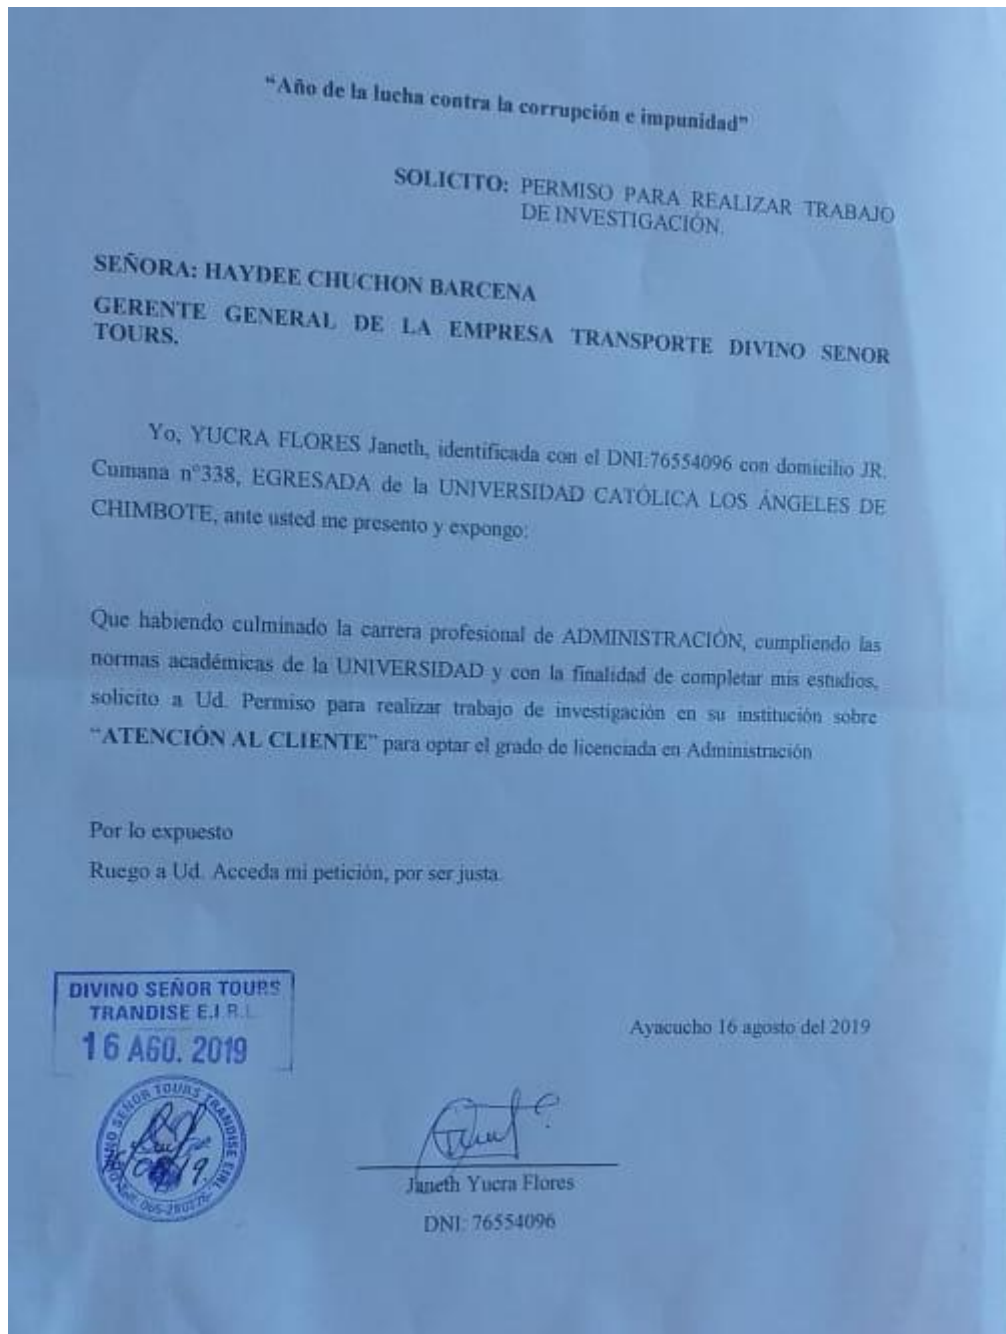 “Año de la lucha contra la corrupción e impunidad”
SOLICITO: PERMISO PARA REALIZAR TRABAJO
DE INVESTIGACIÓN.
SEÑORA: HAYDEE CHUCHON BARCENA
GERENTE GENERAL DE LA EMPRESA TRANSPORTE DIVINO SENOR
TOURS.
Yo, YUCRA FLORES Janeth, identificada con el DNI:76554096 con domicilio JR.
Cumana n°338, EGRESADA de la UNIVERSIDAD CATÓLICA LOS ÁNGELES DE
CHIMBOTE, ante usted me presento y expongo:
Que habiendo culminado la carrera profesional de ADMINISTRACIÓN, cumpliendo las
normas académicas de la UNIVERSIDAD y con la finalidad de completar mis estudios,
solicito a Ud. Permiso para realizar trabajo de investigación en su institución sobre
“ATENCIÓN AL CLIENTE” para optar el grado de licenciada en Administración
Por lo expuesto
Ruego a Ud. Acceda mi petición, por ser justa.
DIVINO SEÑOR TOURS
TRANDISE E.I.R.L.
16 AGO. 2019
Ayacucho 16 agosto del 2019
DIVINO SEÑOR TOURS TRANDISE EIRL
Janeth Yucra Flores
DNI: 76554096